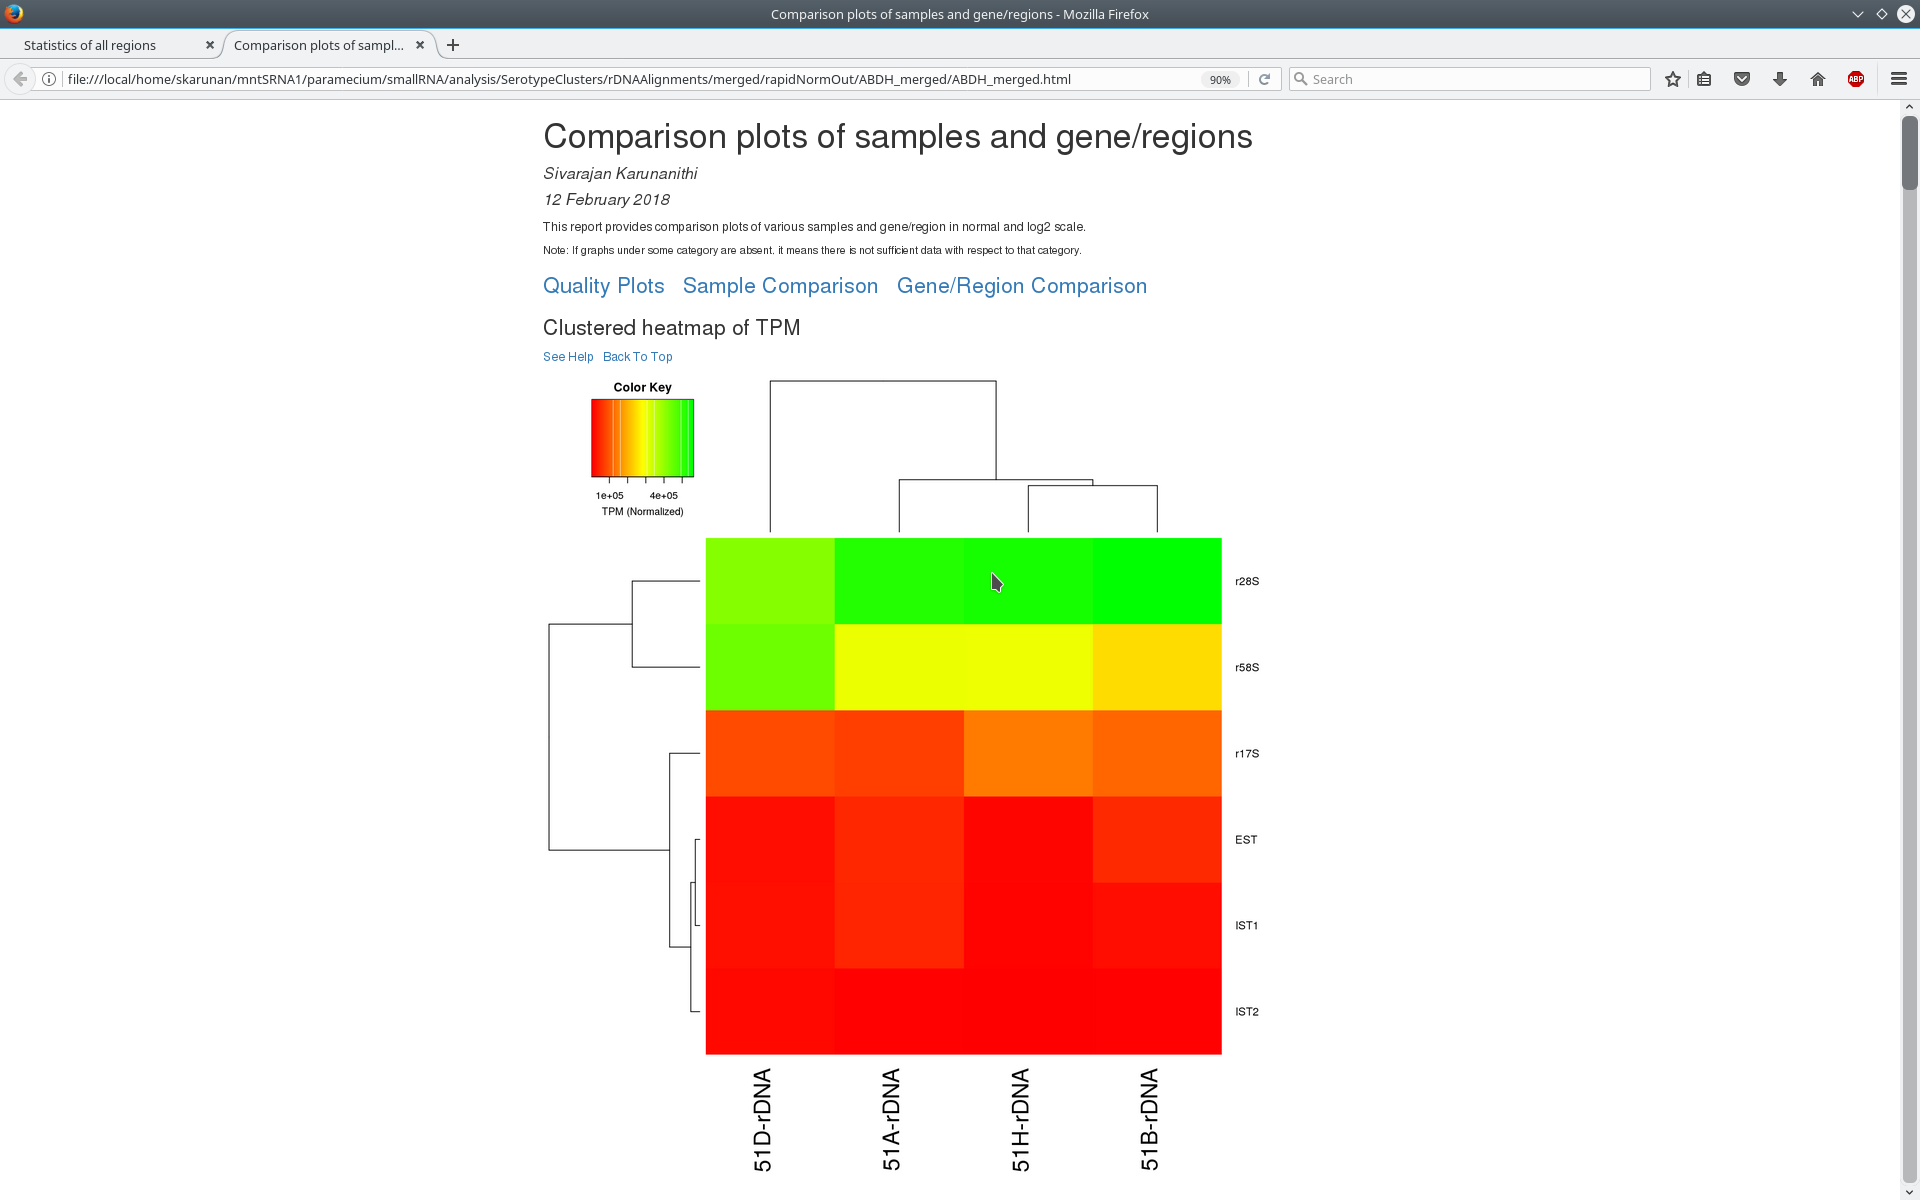 Comparison plots of samples and gene/regions - Mozilla Firefox
Statistics of all regions
Comparison plots of sampl...
file:///local/home/skarunan/mntSRNA1/paramecium/smallRNA/analysis/SerotypeClusters/rDNAAlignments/merged/rapidNormOut/ABDH_merged/ABDH_merged.html
90%
Search
ABP
Comparison plots of samples and gene/regions
Sivarajan Karunanithi
12 February 2018
This report provides comparison plots of various samples and gene/region in normal and log2 scale.
Note: If graphs under some category are absent, it means there is not sufficient data with respect to that category.
Quality Plots Sample Comparison Gene/Region Comparison
Clustered heatmap of TPM
See Help Back To Top
Color Key
1e+05 4e+05
TPM (Normalized)
r28S
r58S
r17S
EST
IST1
IST2
51D-rDNA
51A-rDNA
51H-rDNA
51B-rDNA